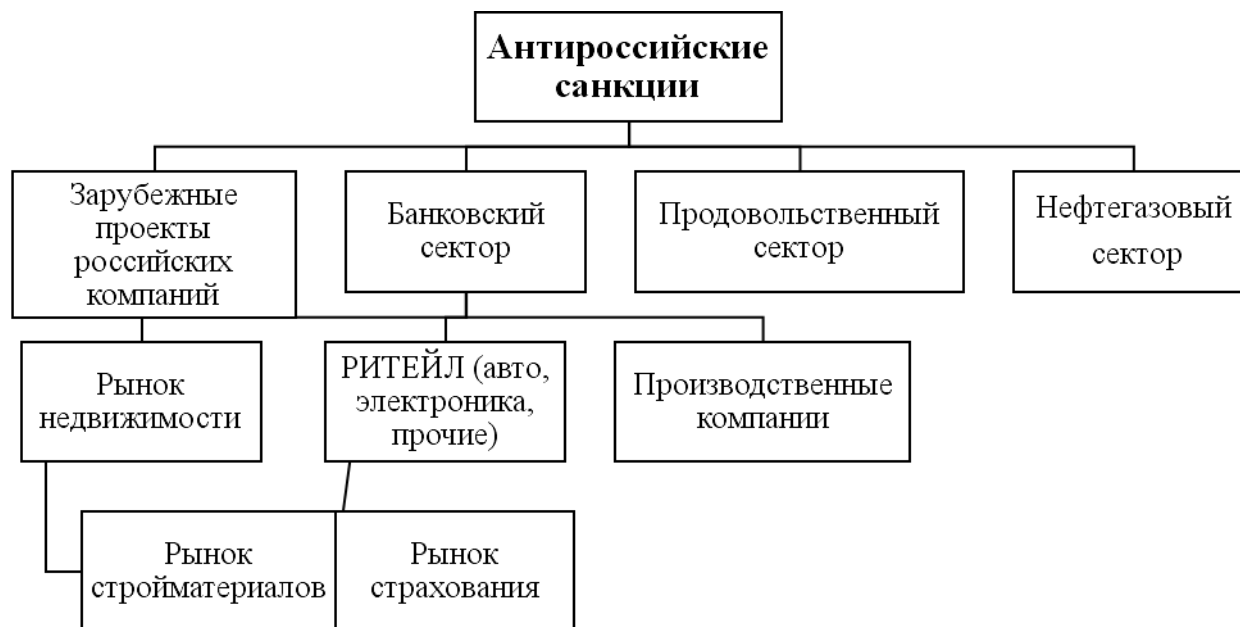 Антироссийские
санкции
Зарубежные
проекты
российских
компаний
Банковский
сектор
Продовольственный
сектор
Нефтегазовый
сектор
Рынок
недвижимости
РИТЕЙЛ (авто,
электроника,
прочие)
Производственные
компании
Рынок
стройматериалов
Рынок
страхования